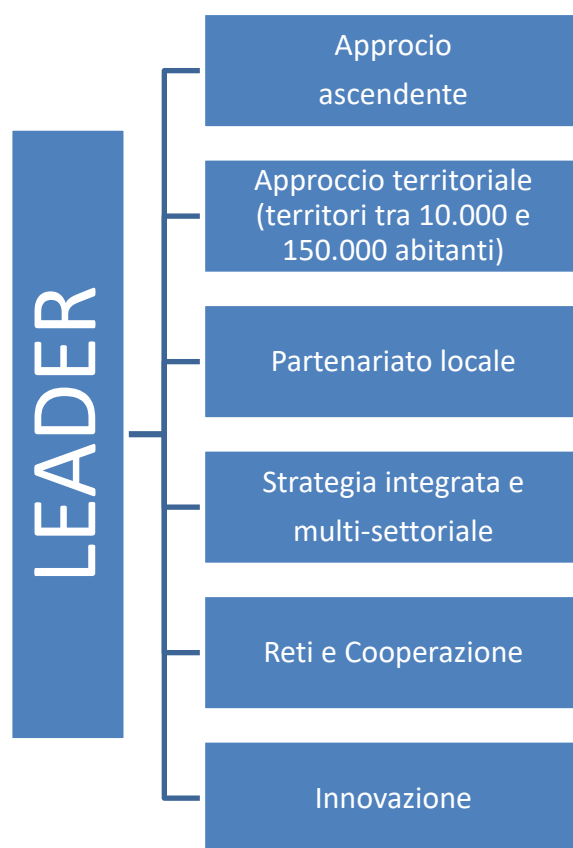 LEADER
Approcio
ascendente
Approccio territoriale
(territori tra 10.000 e
150.000 abitanti)
Partenariato locale
Strategia integrata e
multi-settoriale
Reti e Cooperazione
Innovazione